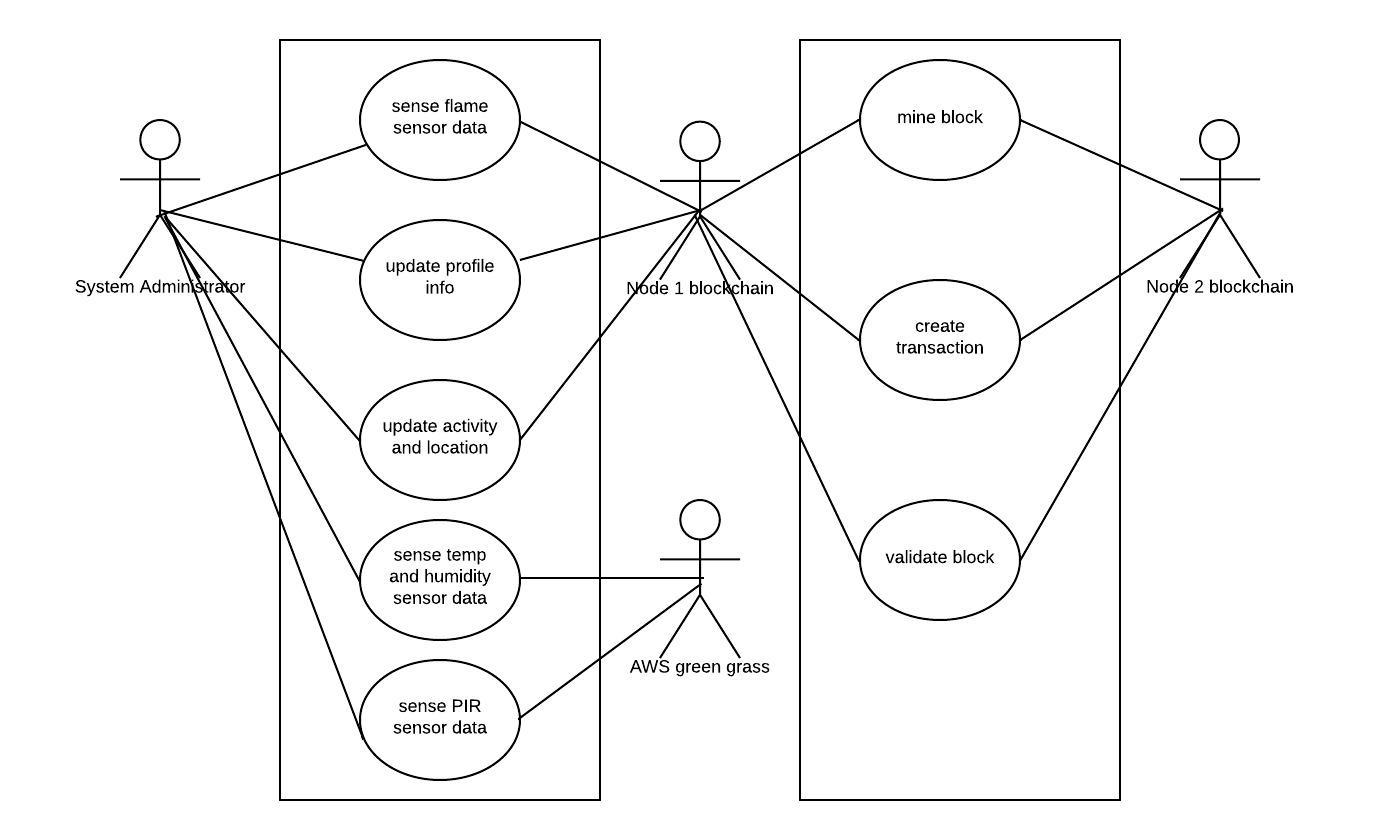 sense flame
sensor data
mine block
System Administrator
update profile
info
Node 1 blockchain
Node 2 blockchain
create
transaction
update activity
and location
sense temp
and humidity
sensor data
validate block
AWS green grass
sense PIR
sensor data